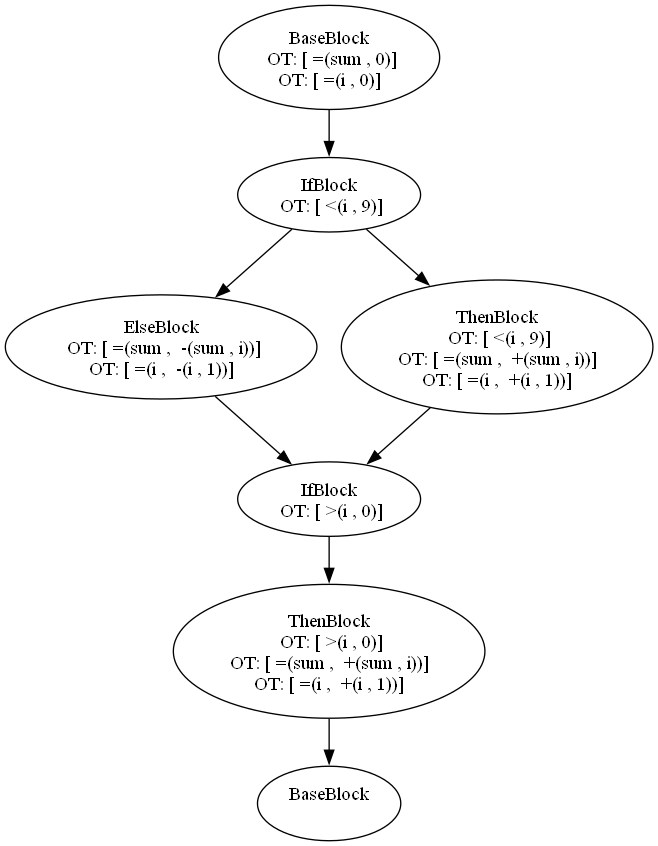 BaseBlock
OT: [ =(sum , 0)]
OT: [ =(i , 0)]
IfBlock
OT: [ <(i , 9)]
ElseBlock
OT: [ =(sum ,  -(sum , i))]
OT: [ =(i ,  -(i , 1))]
ThenBlock
OT: [ <(i , 9)]
OT: [ =(sum ,  +(sum , i))]
OT: [ =(i ,  +(i , 1))]
IfBlock
OT: [ >(i , 0)]
ThenBlock
OT: [ >(i , 0)]
OT: [ =(sum ,  +(sum , i))]
OT: [ =(i ,  +(i , 1))]
BaseBlock